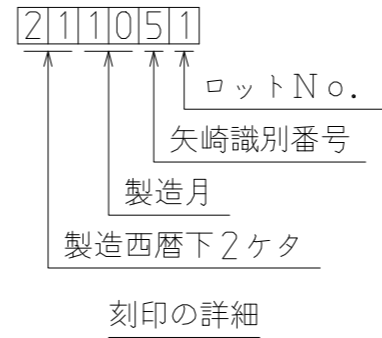 211051
ロットNo.
矢崎識別番号
製造月
製造西暦下2ケタ
刻印の詳細